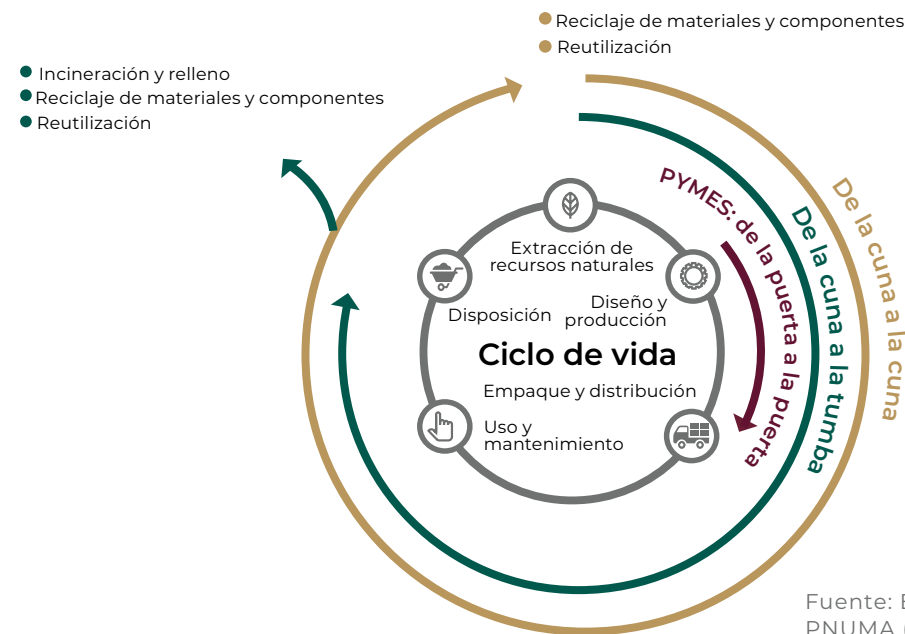 Reciclaje de materiales y componentes
Reutilización
Incineración y relleno
Reciclaje de materiales y componentes
Reutilización
De la cuna a la cuna
De la cuna a la tumba
PYMES: de la puerta a la puerta
Extracción de
recursos naturales
Diseño y
producción
Disposición
Ciclo de vida
Empaque y distribución
Uso y
mantenimiento
Fuente:
PNUMA